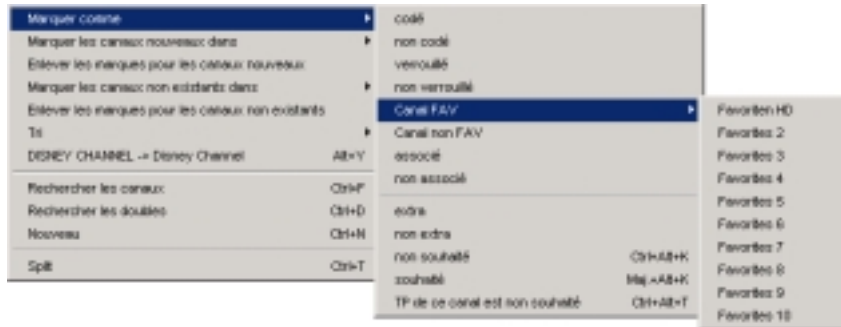 Marquer comme
Marquer les canaux nouveaux dans
Enlever les marques pour les canaux nouveaux
Marquer les canaux non existants dans
Enlever les marques pour les canaux non existants
Tri
DISNEY CHANNEL -> Disney Channel Alt+Y
Rechercher les canaux Ctrl+F
Rechercher les doubles Ctrl+D
Nouveau Ctrl+N
Split Ctrl+T
codé
non codé
verrouillé
non verrouillé
Canal FAV
Canal non FAV
associé
non associé
extra
non extra
non souhaité Ctrl+Alt+K
souhaité Maj.+Alt+K
TP de ce canal est non souhaité Ctrl+Alt+T
Favoriten HD
Favorites 2
Favorites 3
Favorites 4
Favorites 5
Favorites 6
Favorites 7
Favorites 8
Favorites 9
Favorites 10